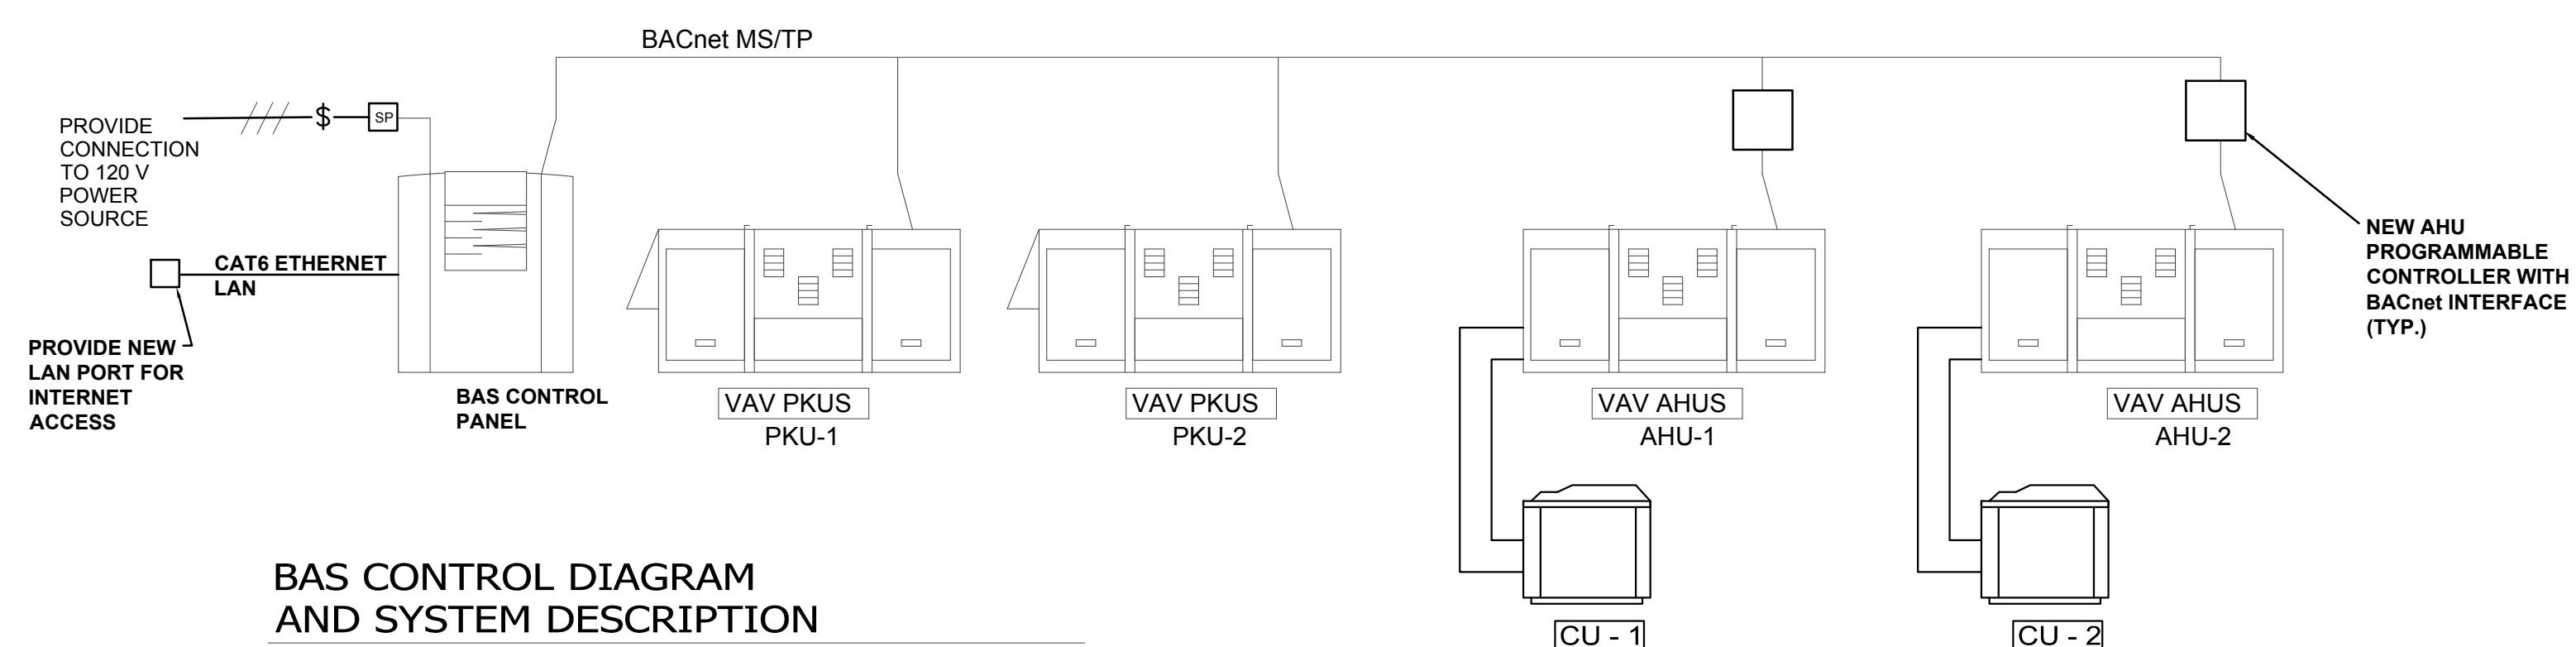 BACnet MS/TP
PROVIDE
CONNECTION
TO 120 V
POWER
SOURCE
$
SP
CAT6 ETHERNET
LAN
PROVIDE NEW
LAN PORT FOR
INTERNET
ACCESS
BAS CONTROL
PANEL
VAV PKUS
PKU-1
VAV PKUS
PKU-2
VAV AHUS
AHU-1
VAV AHUS
AHU-2
NEW AHU
PROGRAMMABLE
CONTROLLER WITH
BACnet INTERFACE
(TYP.)
CU - 1
CU - 2
BAS CONTROL DIAGRAM
AND SYSTEM DESCRIPTION